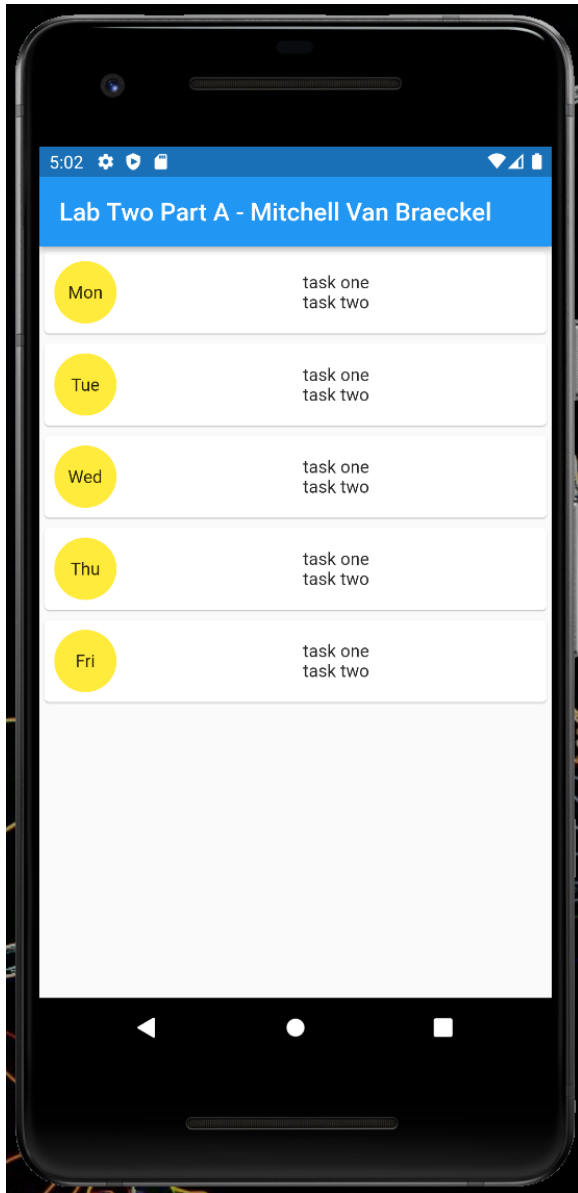 5:02
Lab Two Part A - Mitchell Van Braeckel
Mon
task one
task two
Tue
task one
task two
Wed
task one
task two
Thu
task one
task two
Fri
task one
task two